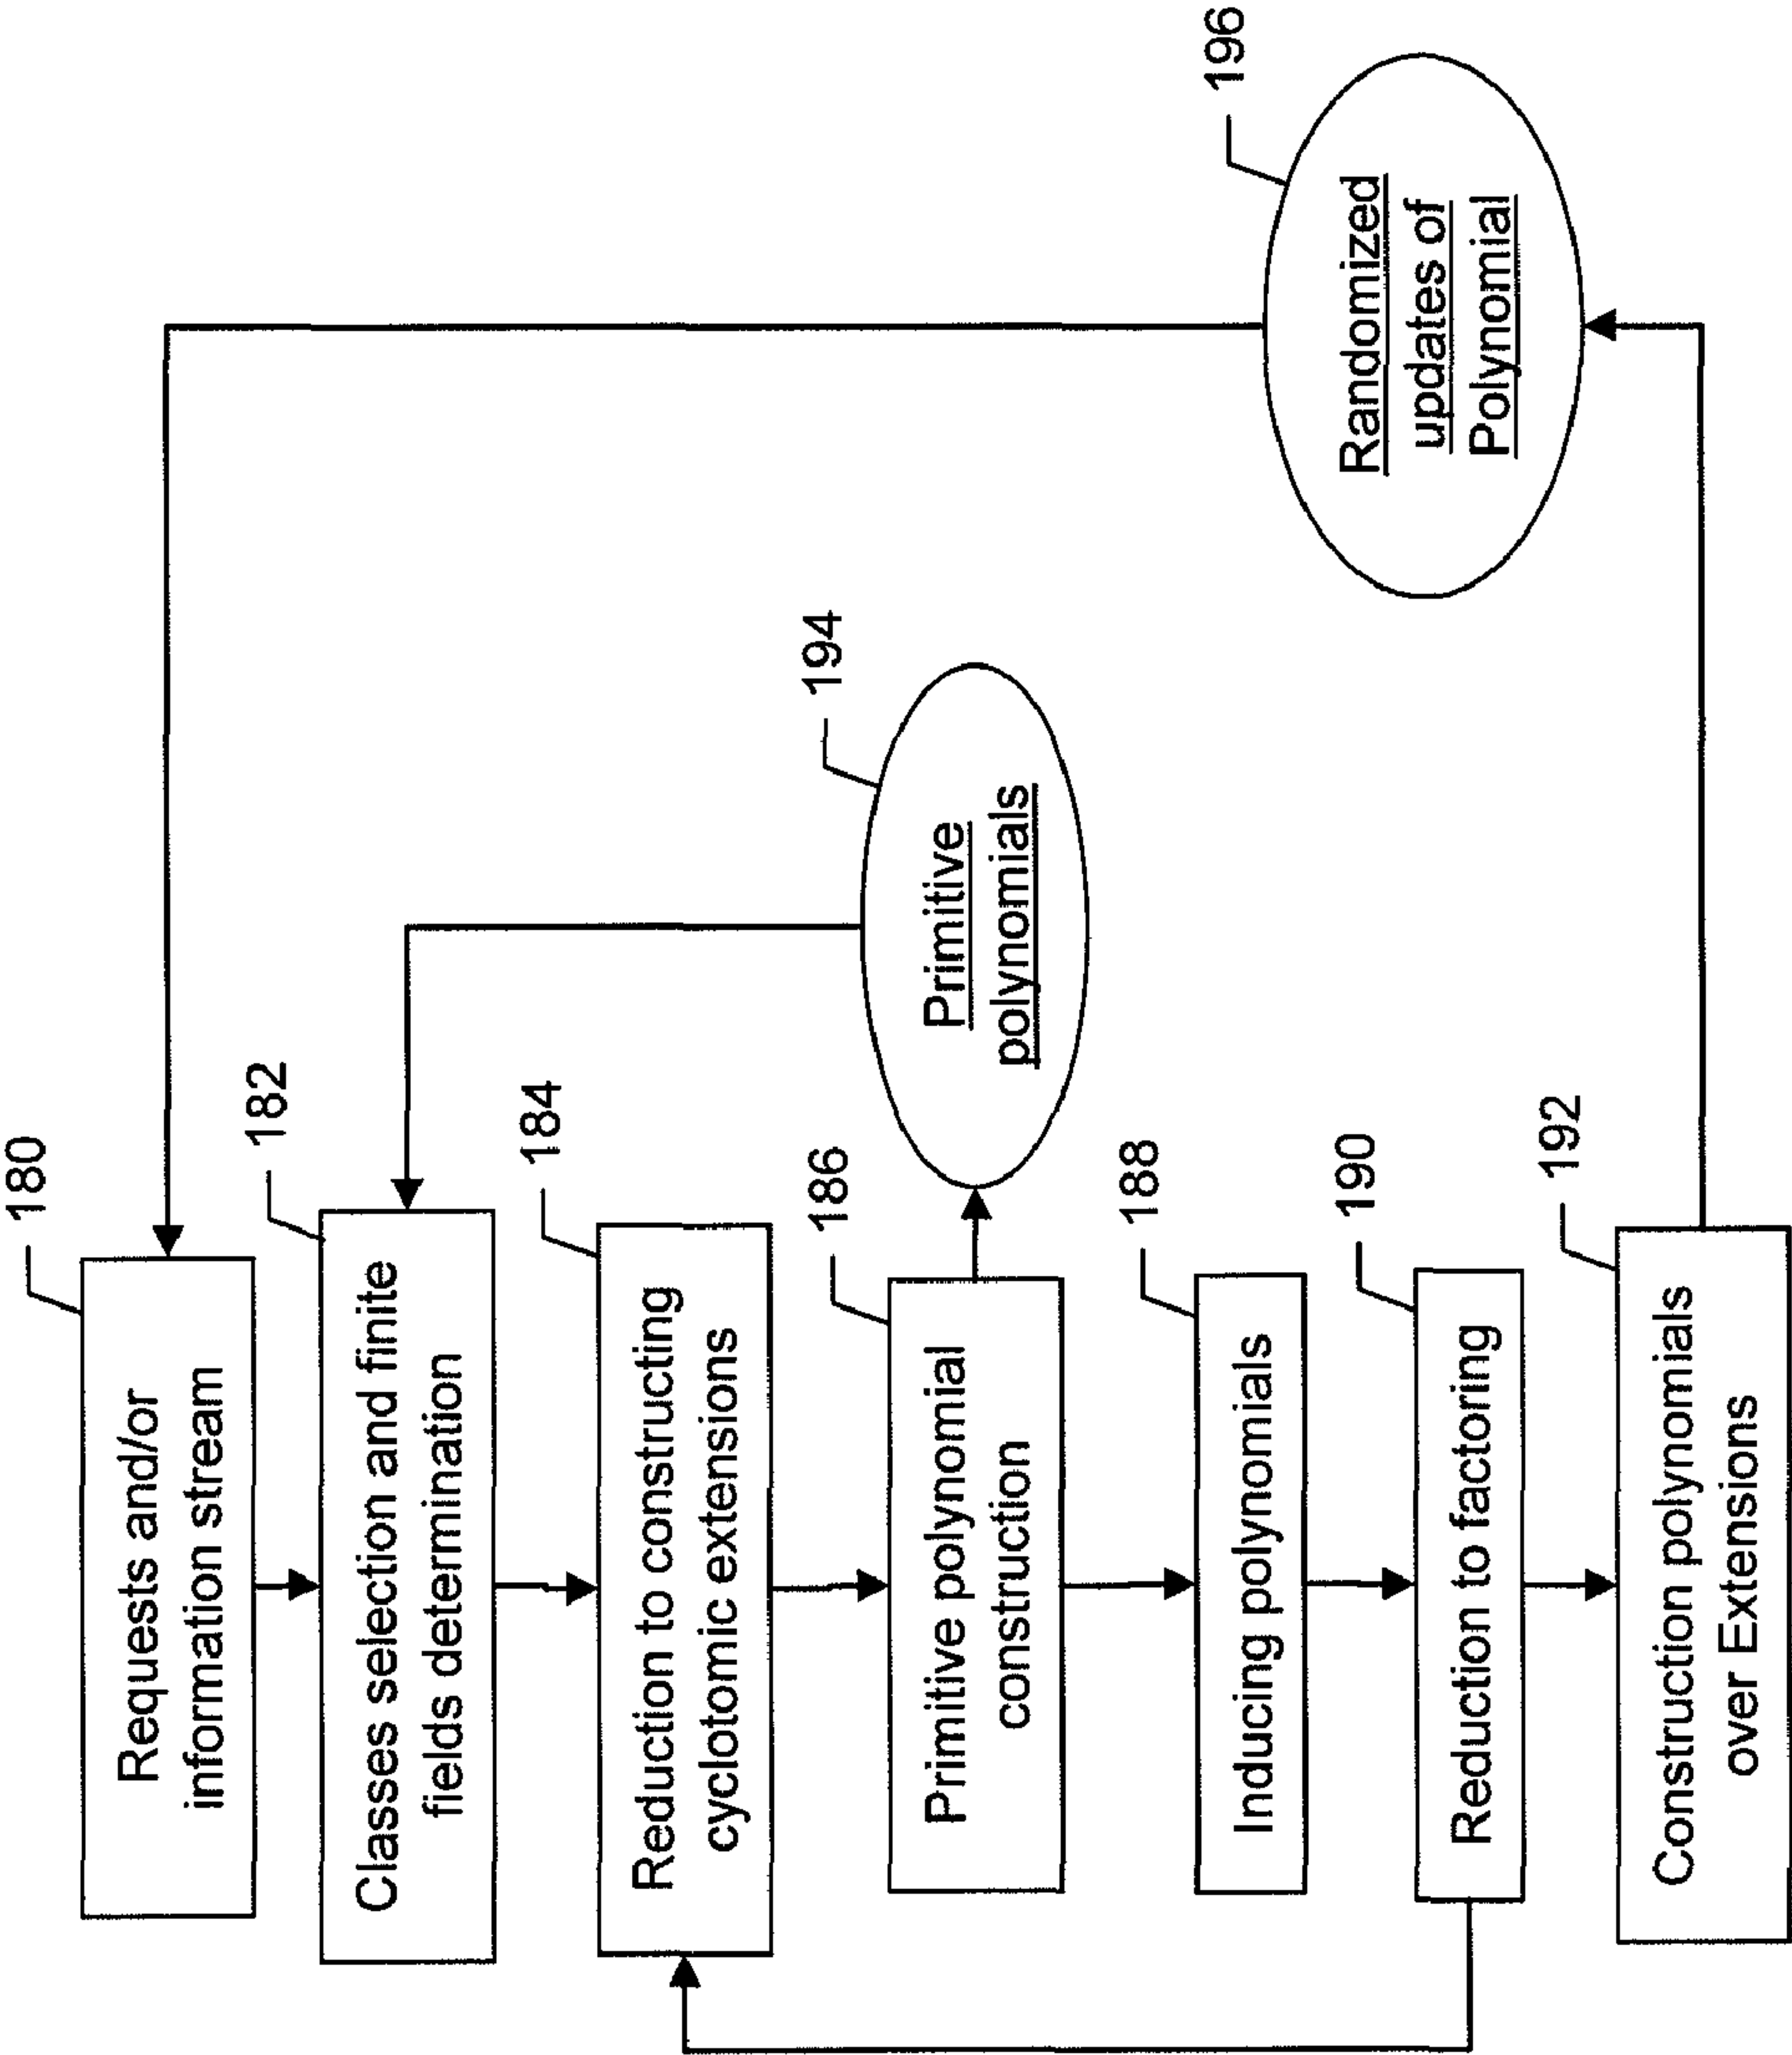 180
Requests and/or
information stream
182
Classes selection and finite
fields determination
184
Reduction to constructing
cyclotomic extensions
186
Primitive polynomial
construction
194
Primitive
polynomials
188
Inducing polynomials
190
Reduction to factoring
192
Construction polynomials
over Extensions
196
Randomized
updates of
Polynomial